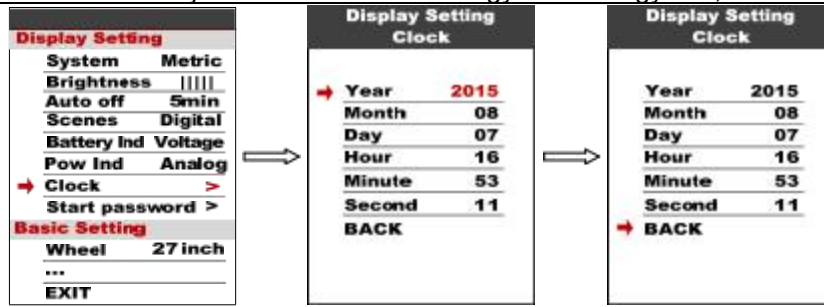 Display Setting
System Metric
Brightness |||||
Auto off 5min
Scenes Digital
Battery Ind Voltage
Pow Ind Analog
Clock >
Start password >
Basic Setting
Wheel 27 inch
...
EXIT
Display Setting
Clock
Year 2015
Month 08
Day 07
Hour 16
Minute 53
Second 11
BACK
Display Setting
Clock
Year 2015
Month 08
Day 07
Hour 16
Minute 53
Second 11
BACK